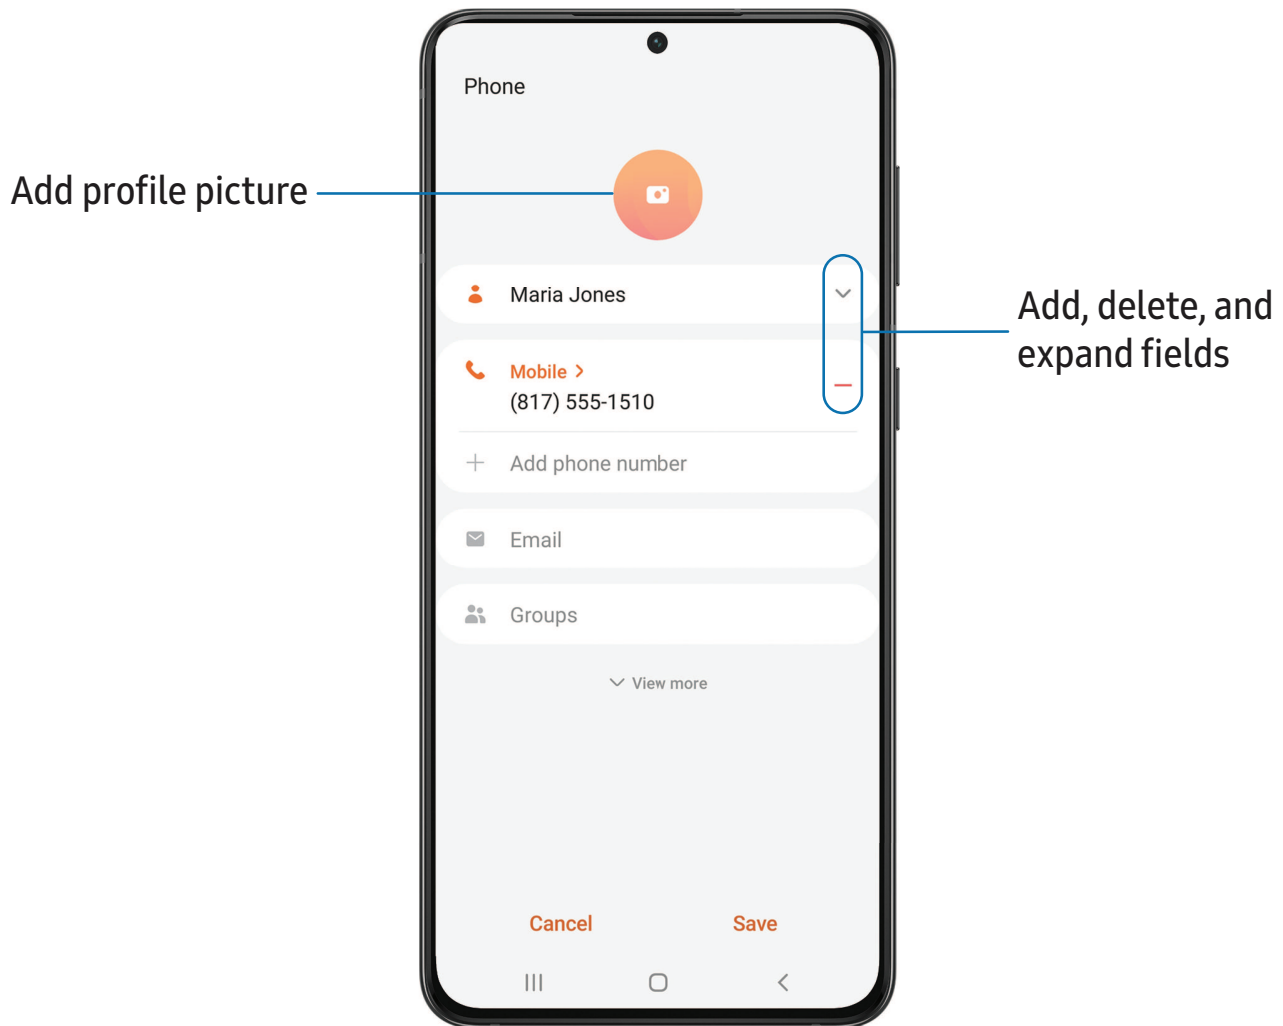 Phone
Add profile picture
Maria Jones
Add, delete, and
expand fields
Mobile >
(817) 555-1510
Add phone number
Email
Groups
View more
Cancel
Save